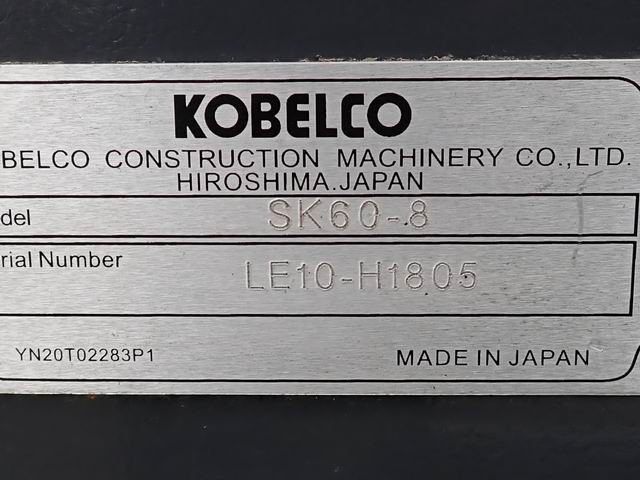 KOBELCO
BELCO CONSTRUCTION MACHINERY CO.,LTD.
HIROSHIMA.JAPAN
del SK60-8
rial Number LE10-H1805
YN20T02283P1 MADE IN JAPAN